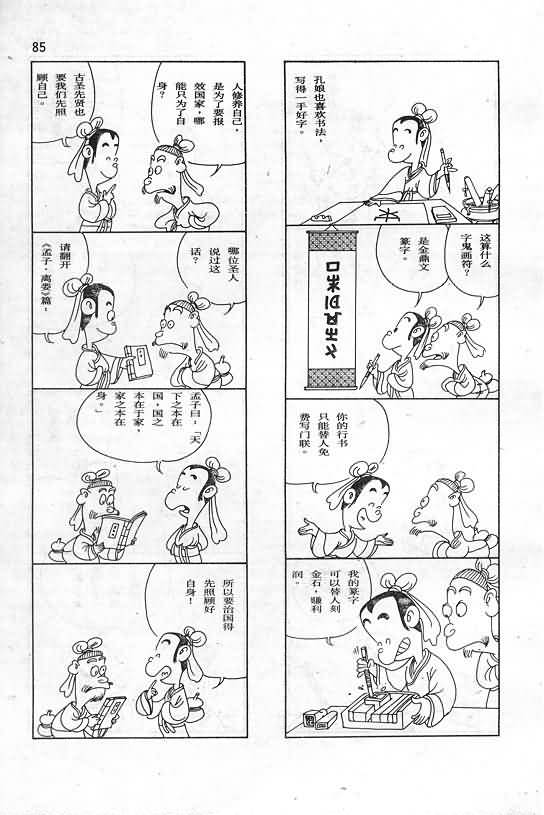 85
孔娘也喜欢书法，
写得一手好字。
这算什么
字鬼画符？
是金鼎文
篆字。
你的行书
只能替人免
费写门联。
我的篆字
可以替人刻
金石，赚利
润。
人修养自己，
是为了要报
效国家，哪
能只为了自
身？
古圣先贤也
要我们先照
顾自己。
哪位圣人
说过这
话？
请翻开
《孟子·离娄》篇：
孟子曰：「天
下之本在
国，国之
本在于家，
家之本在
身。」
所以要治国得
先照顾好
自身！